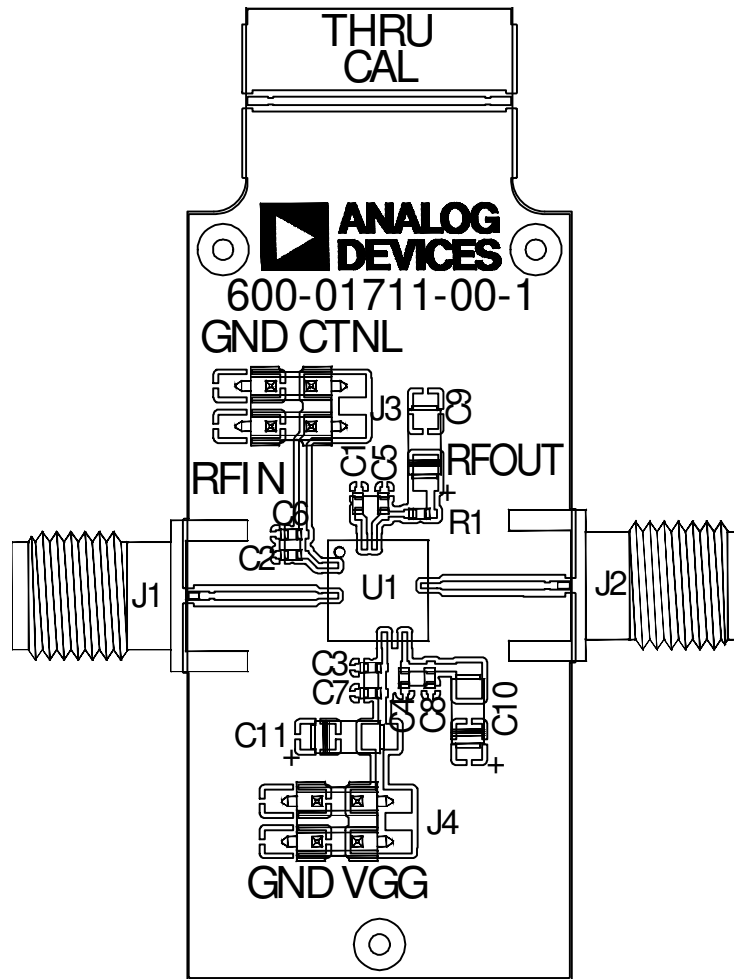 THRU
CAL
ANALOG
DEVICES
600-01711-00-1
GND CTNL
J3
C9
RFIN
C1
C5
RFOUT
+
R1
C6
C2
J1
U1
J2
C3
C7
C4
C8
C10
C11
+
+
J4
GND VGG